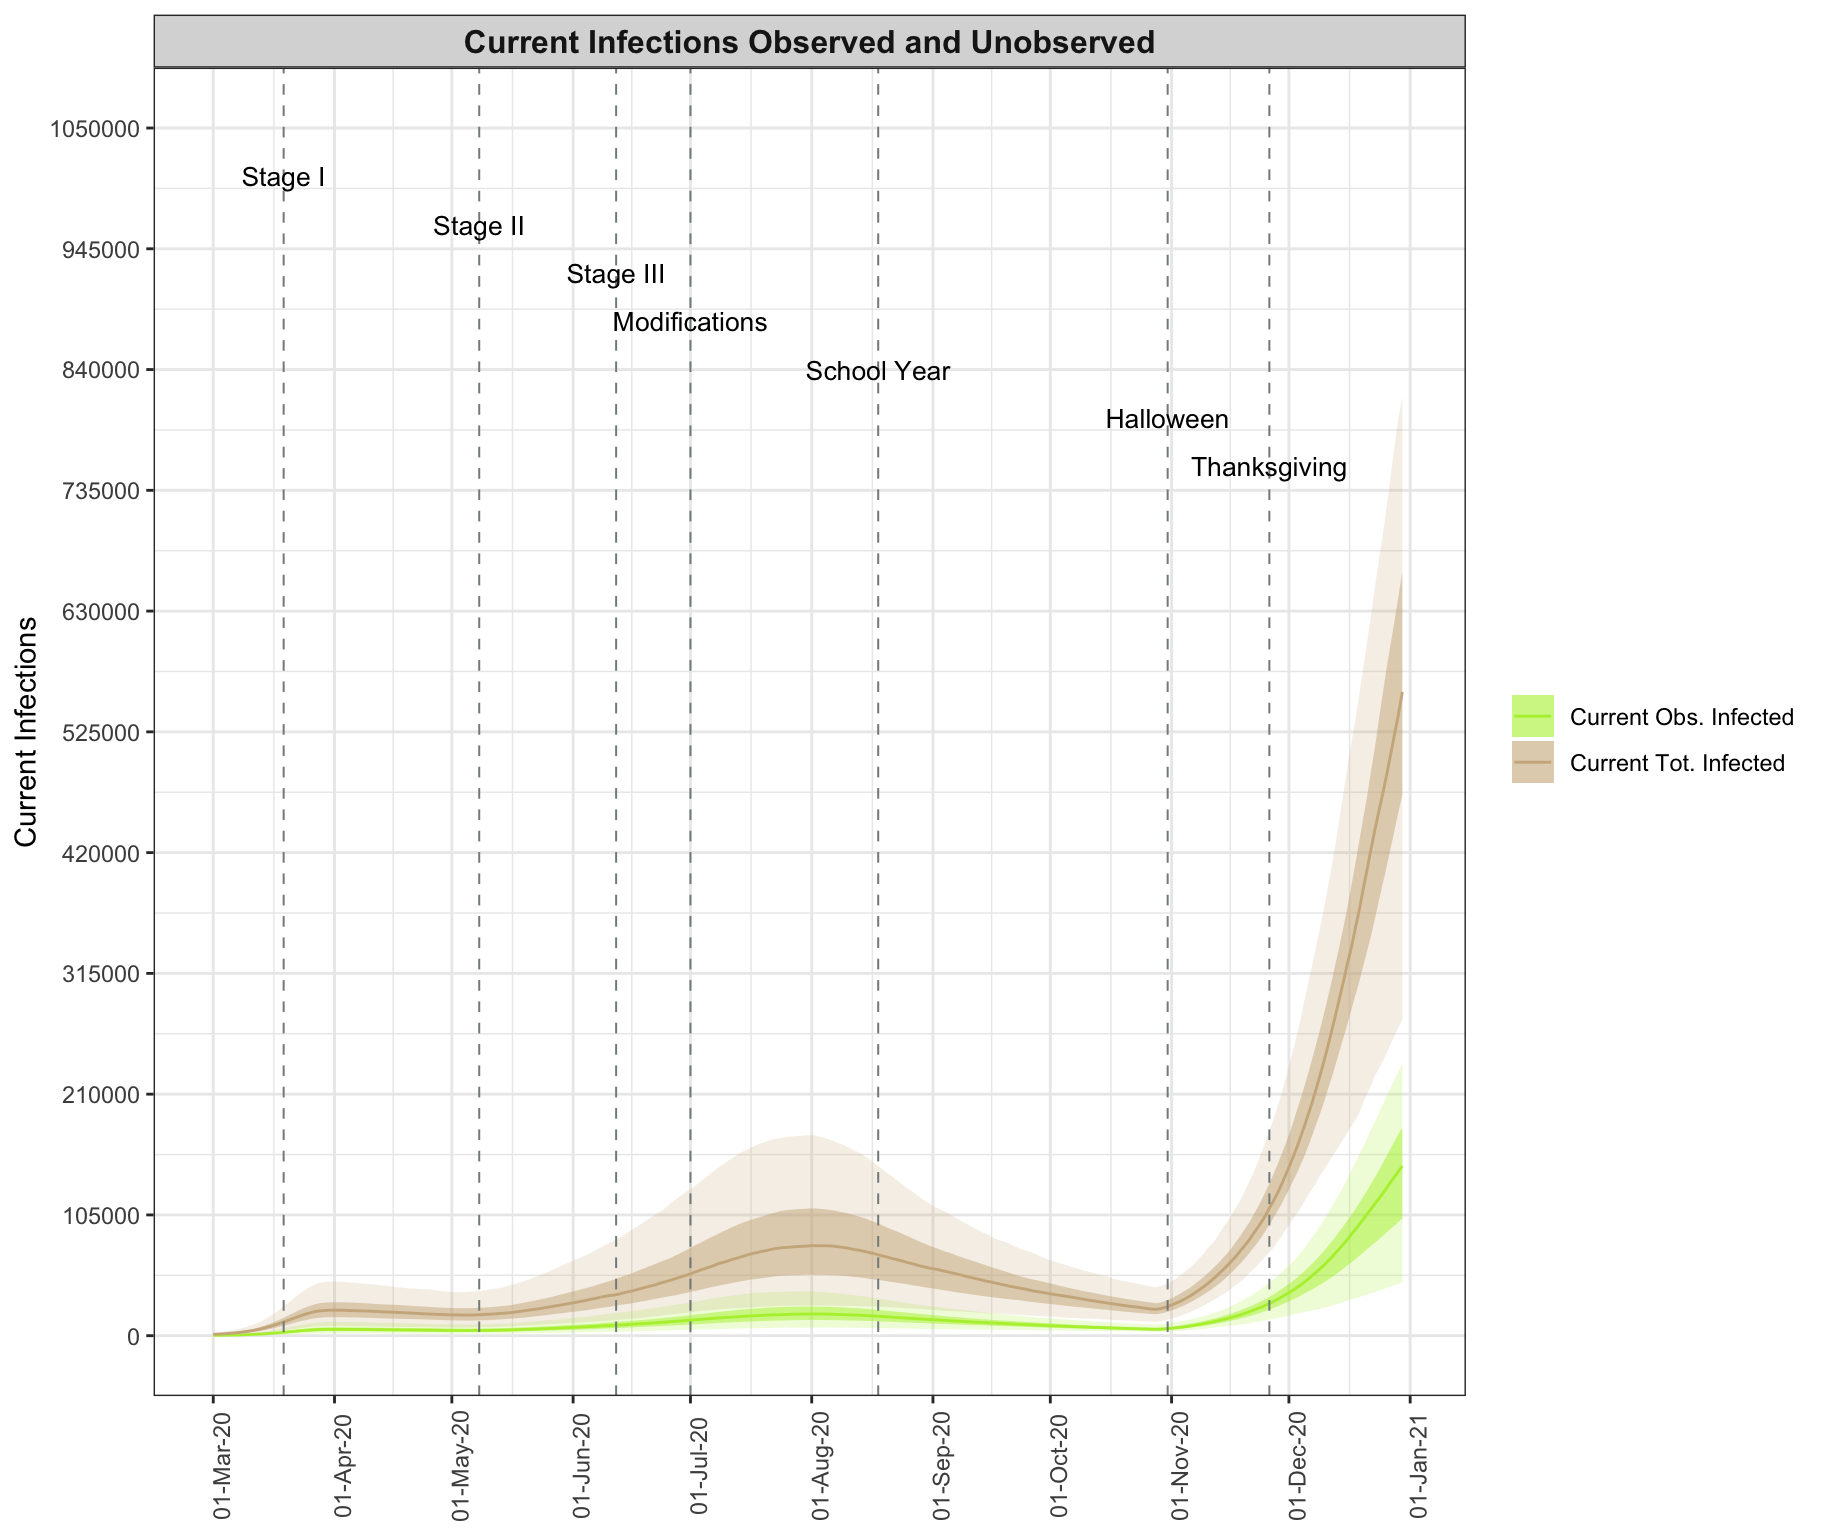 Current Infections Observed and Unobserved
Current Infections
1050000
945000
840000
735000
630000
525000
420000
315000
210000
105000
0
Stage I
Stage II
Stage III
Modifications
School Year
Halloween
Thanksgiving
01-Mar-20
01-Apr-20
01-May-20
01-Jun-20
01-Jul-20
01-Aug-20
01-Sep-20
01-Oct-20
01-Nov-20
01-Dec-20
01-Jan-21
Current Obs. Infected
Current Tot. Infected